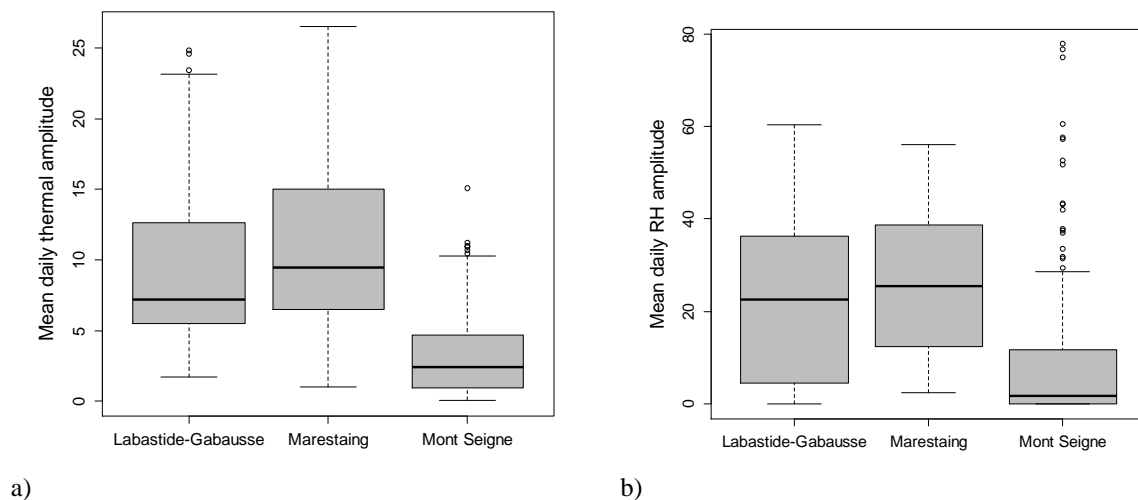 Mean daily thermal amplitude
25
20
15
10
5
0
Labastide-Gabausse Marestaing Mont Seigne
a)
Mean daily RH amplitude
80
60
40
20
0
Labastide-Gabausse Marestaing Mont Seigne
b)